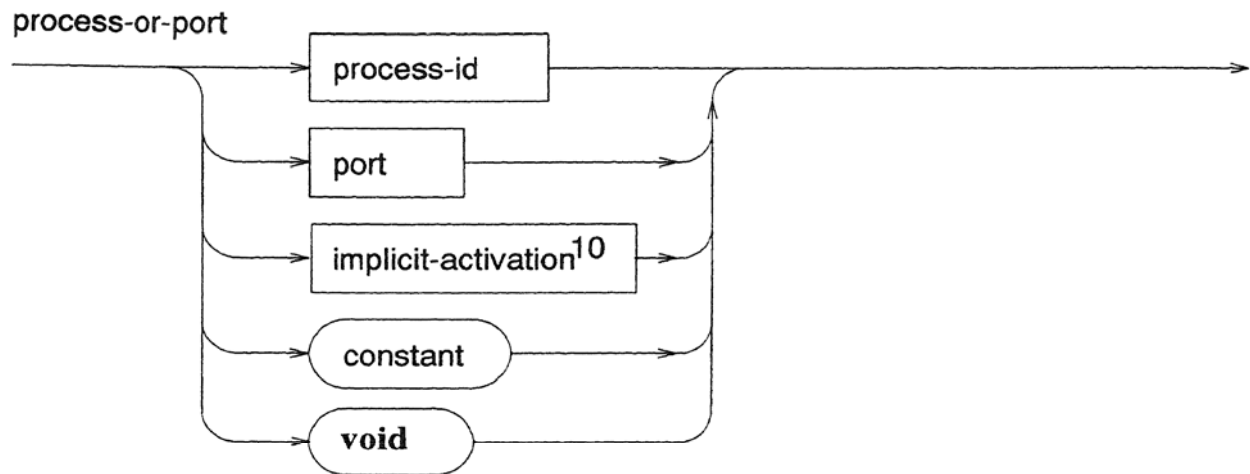 process-or-port
process-id
port
implicit-activation10
constant
void